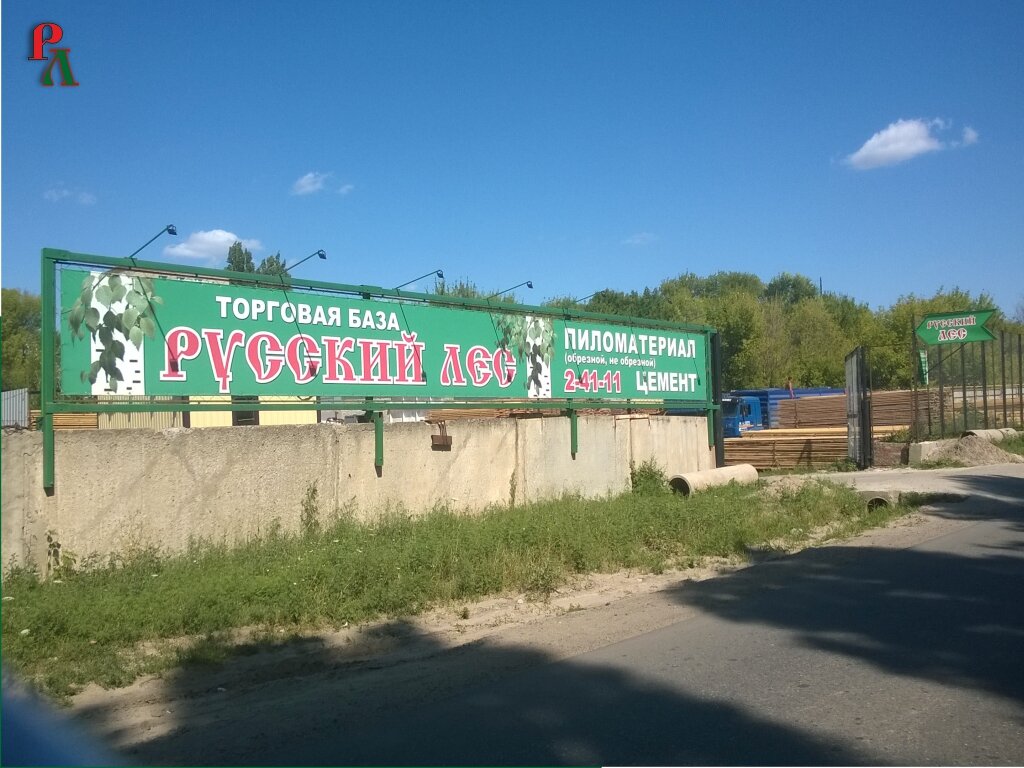 РЛ
ТОРГОВАЯ БАЗА
РУССКИЙ ЛЕС
ПИЛОМАТЕРИАЛ
(обрезной, не обрезной)
2-41-11 ЦЕМЕНТ
РУССКИЙ
ЛЕС